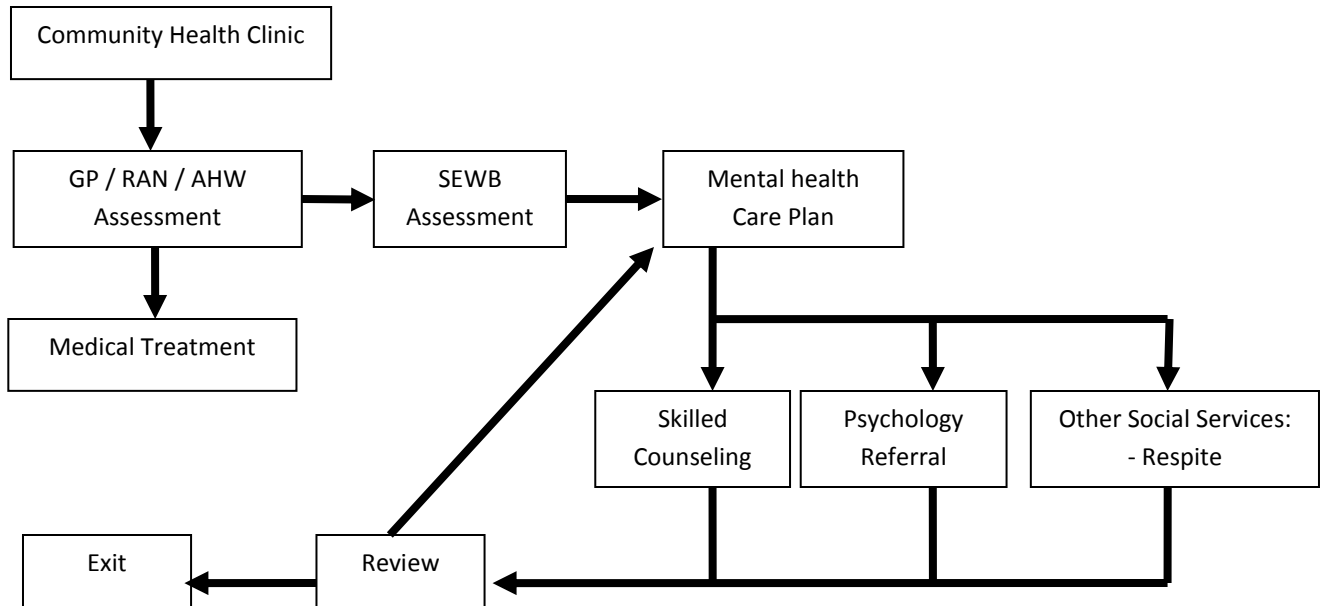 Community Health Clinic
GP / RAN / AHW
Assessment
SEWB
Assessment
Mental health
Care Plan
Medical Treatment
Skilled
Counseling
Psychology
Referral
Other Social Services:
- Respite
Exit
Review